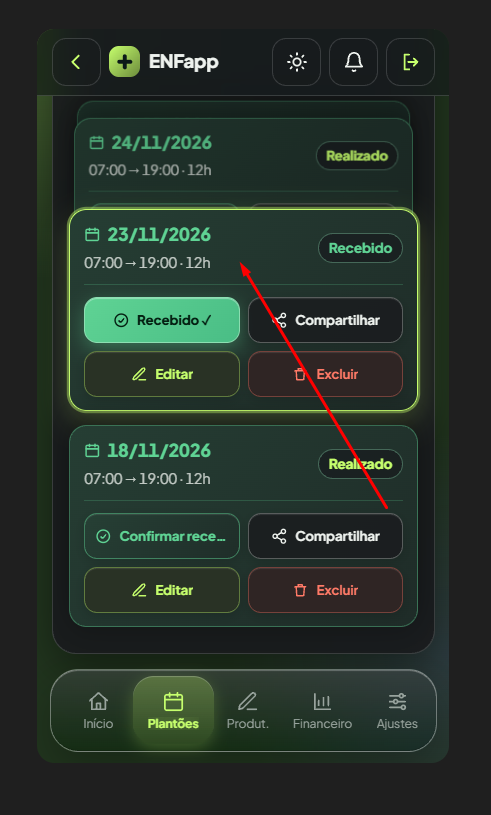 ENFapp
24/11/2026
07:00→19:00·12h
Realizado
23/11/2026
07:00→19:00·12h
Recebido
Recebido ✓
Compartilhar
Editar
Excluir
18/11/2026
07:00→19:00·12h
Realizado
Confirmar rece...
Compartilhar
Editar
Excluir
Início
Plantões
Produt.
Financeiro
Ajustes